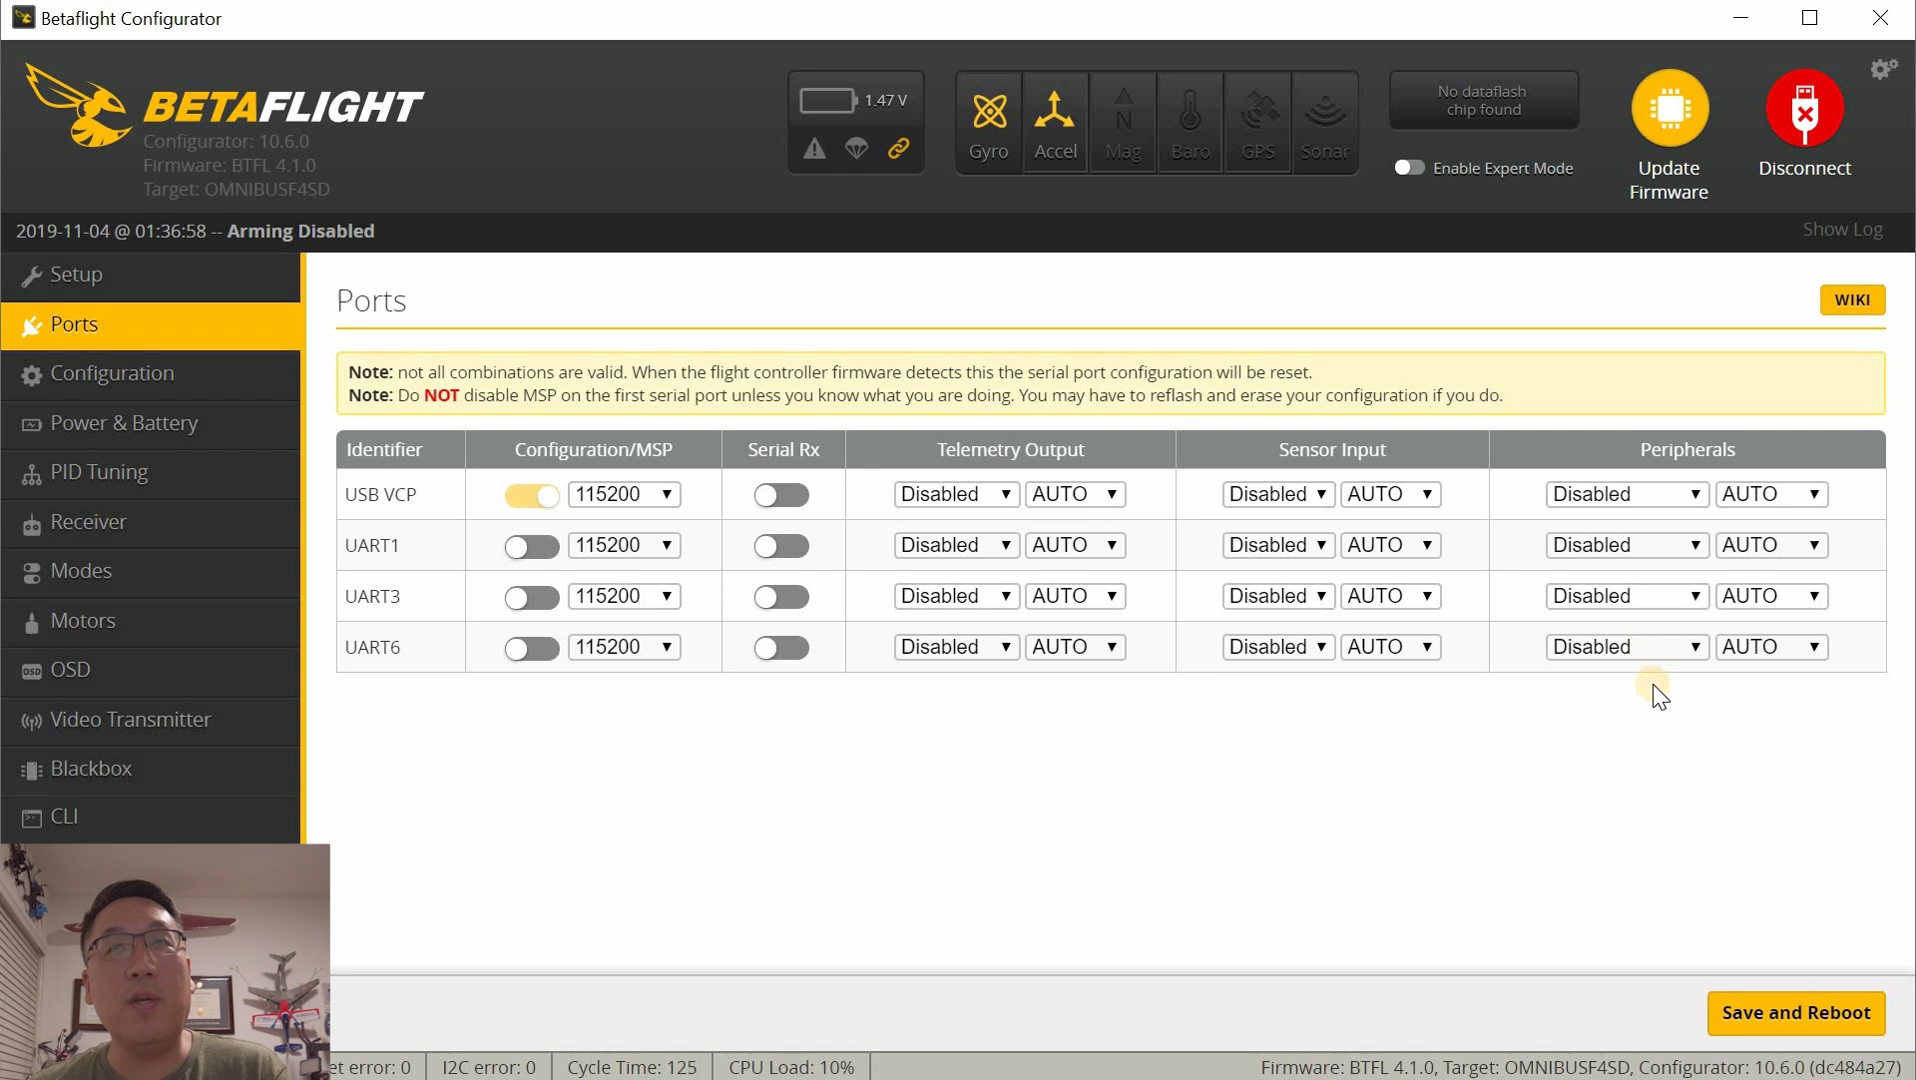 Betaflight Configurator
BETAFLIGHT
Configurator: 10.6.0
Firmware: BTFL 4.1.0
Target: OMNIBUSF4SD
1.47 V
Gyro
Accel
Mag
Baro
GPS
Sonar
No dataflash
chip found
Enable Expert Mode
Update
Firmware
Disconnect
2019-11-04 @ 01:36:58 -- Arming Disabled
Show Log
Setup
Ports
Configuration
Power & Battery
PID Tuning
Receiver
Modes
Motors
OSD
OSD
Video Transmitter
Blackbox
CLI
Ports
WIKI
Note: not all combinations are valid. When the flight controller firmware detects this the serial port configuration will be reset.
Note: Do NOT disable MSP on the first serial port unless you know what you are doing. You may have to reflash and erase your configuration if you do.
Identifier Configuration/MSP Serial Rx Telemetry Output Sensor Input Peripherals
USB VCP 115200 Disabled AUTO Disabled AUTO Disabled AUTO
UART1 115200 Disabled AUTO Disabled AUTO Disabled AUTO
UART3 115200 Disabled AUTO Disabled AUTO Disabled AUTO
UART6 115200 Disabled AUTO Disabled AUTO Disabled AUTO
Save and Reboot
error: 0 I2C error: 0 Cycle Time: 125 CPU Load: 10% Firmware: BTFL 4.1.0, Target: OMNIBUSF4SD, Configurator: 10.6.0 (dc484a27)